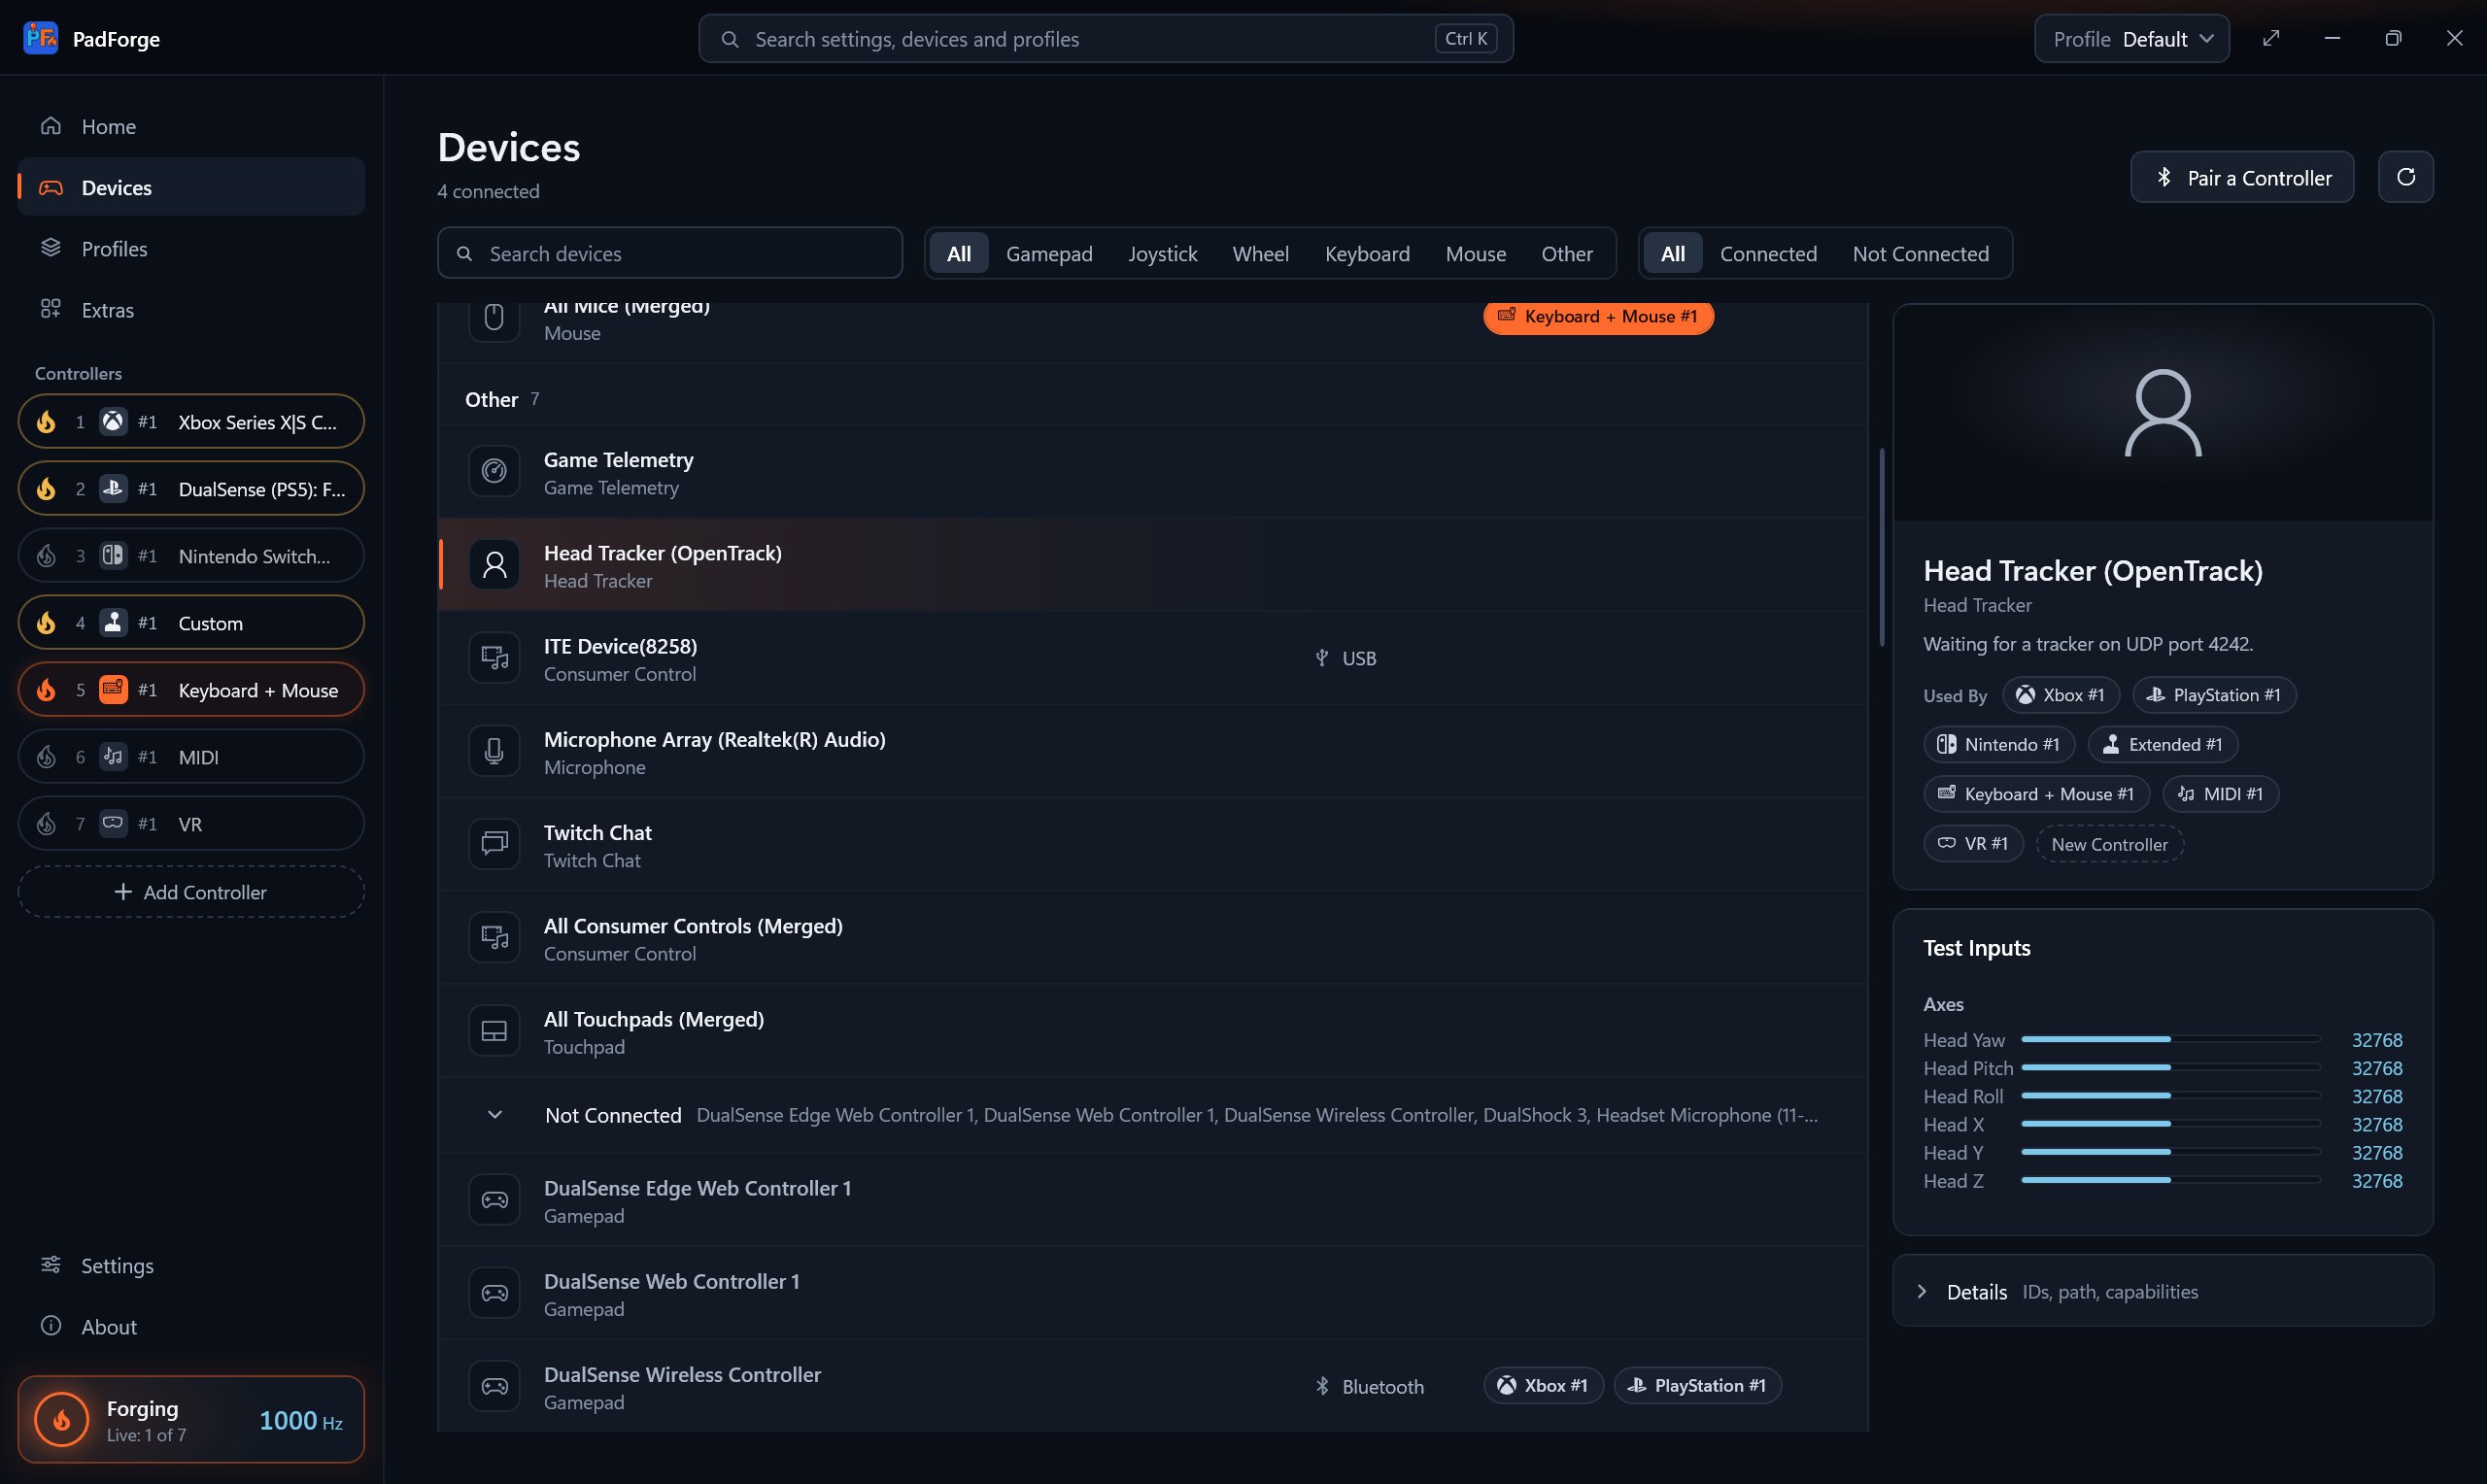 PadForge
Search settings, devices and profiles
Ctrl K
Profile Default
Home
Devices
Profiles
Extras
Controllers
1 #1 Xbox Series X|S C...
2 #1 DualSense (PS5): F...
3 #1 Nintendo Switch...
4 #1 Custom
5 #1 Keyboard + Mouse
6 #1 MIDI
7 #1 VR
Add Controller
Settings
About
Forging
Live: 1 of 7
1000 Hz
Devices
4 connected
Pair a Controller
Search devices
All Gamepad Joystick Wheel Keyboard Mouse Other
All Connected Not Connected
All Mice (Merged)
Mouse
Keyboard + Mouse #1
Other 7
Game Telemetry
Game Telemetry
Head Tracker (OpenTrack)
Head Tracker
ITE Device(8258)
Consumer Control
USB
Microphone Array (Realtek(R) Audio)
Microphone
Twitch Chat
Twitch Chat
All Consumer Controls (Merged)
Consumer Control
All Touchpads (Merged)
Touchpad
Not Connected DualSense Edge Web Controller 1, DualSense Web Controller 1, DualSense Wireless Controller, DualShock 3, Headset Microphone (11-...
DualSense Edge Web Controller 1
Gamepad
DualSense Web Controller 1
Gamepad
DualSense Wireless Controller
Gamepad
Bluetooth
Xbox #1
PlayStation #1
Head Tracker (OpenTrack)
Head Tracker
Waiting for a tracker on UDP port 4242.
Used By Xbox #1 PlayStation #1
Nintendo #1 Extended #1
Keyboard + Mouse #1 MIDI #1
VR #1 New Controller
Test Inputs
Axes
Head Yaw 32768
Head Pitch 32768
Head Roll 32768
Head X 32768
Head Y 32768
Head Z 32768
Details IDs, path, capabilities